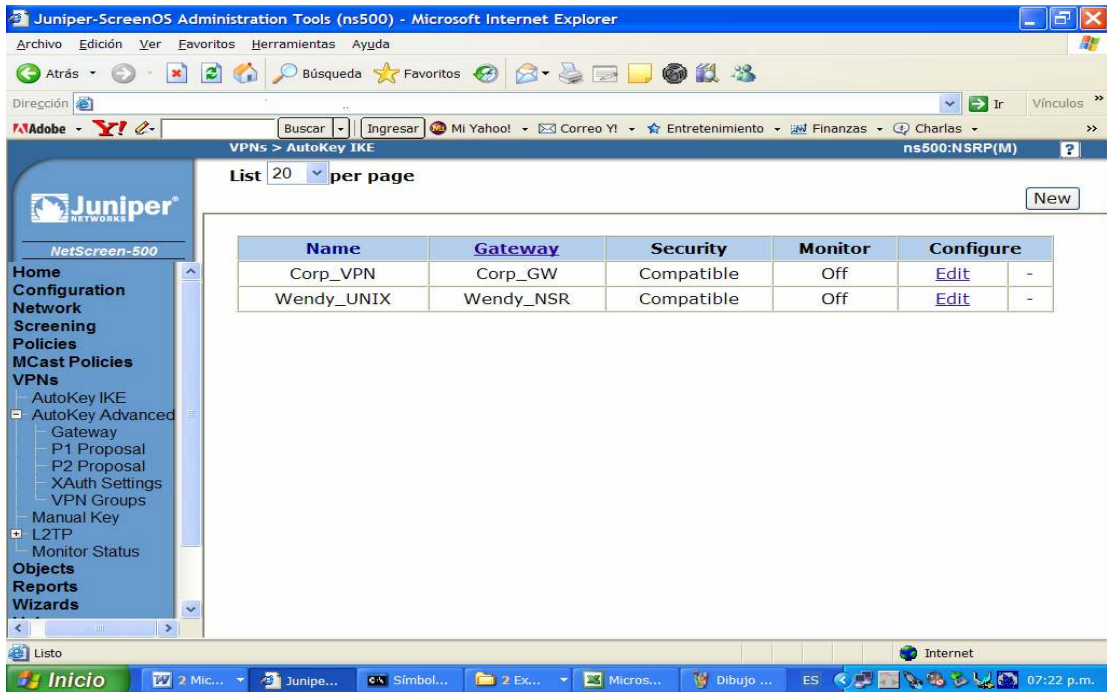 Juniper-ScreenOS Administration Tools (ns500) - Microsoft Internet Explorer
Archivo Edición Ver Favoritos Herramientas Ayuda
Atrás Búsqueda Favoritos
Dirección Ir Vínculos »
Adobe Y! Buscar Ingresar Mi Yahoo! Correo Y! Entretenimiento Finanzas Charlas »
VPNs > AutoKey IKE ns500:NSRP(M) ?
List 20 per page
New
Juniper
NETWORKS
NetScreen-500
Name Gateway Security Monitor Configure
Corp_VPN Corp_GW Compatible Off Edit -
Wendy_UNIX Wendy_NSR Compatible Off Edit -
Home
Configuration
Network
Screening
Policies
MCast Policies
VPNs
AutoKey IKE
AutoKey Advanced
Gateway
P1 Proposal
P2 Proposal
XAuth Settings
VPN Groups
Manual Key
L2TP
Monitor Status
Objects
Reports
Wizards
Listo Internet
Inicio 2 Mic... Junipe... Símbol... 2 Ex... Micros... Dibujo ... ES 07:22 p.m.